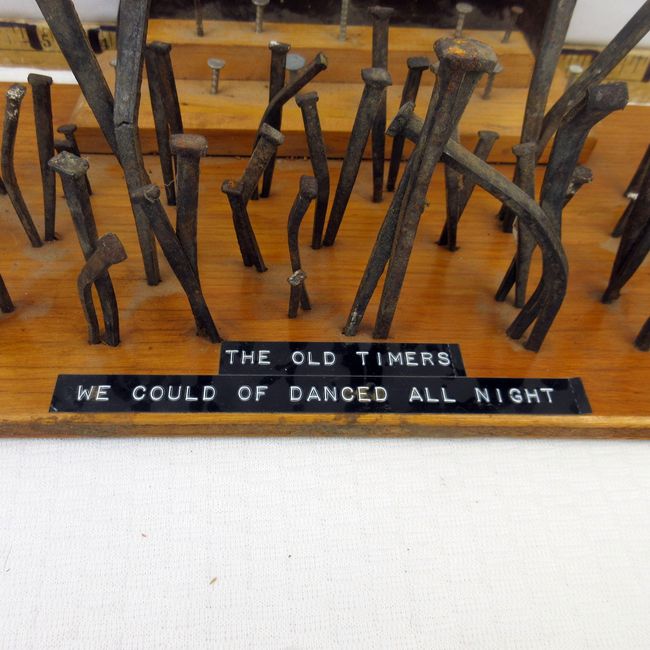 THE OLD TIMERS
WE COULD OF DANCED ALL NIGHT